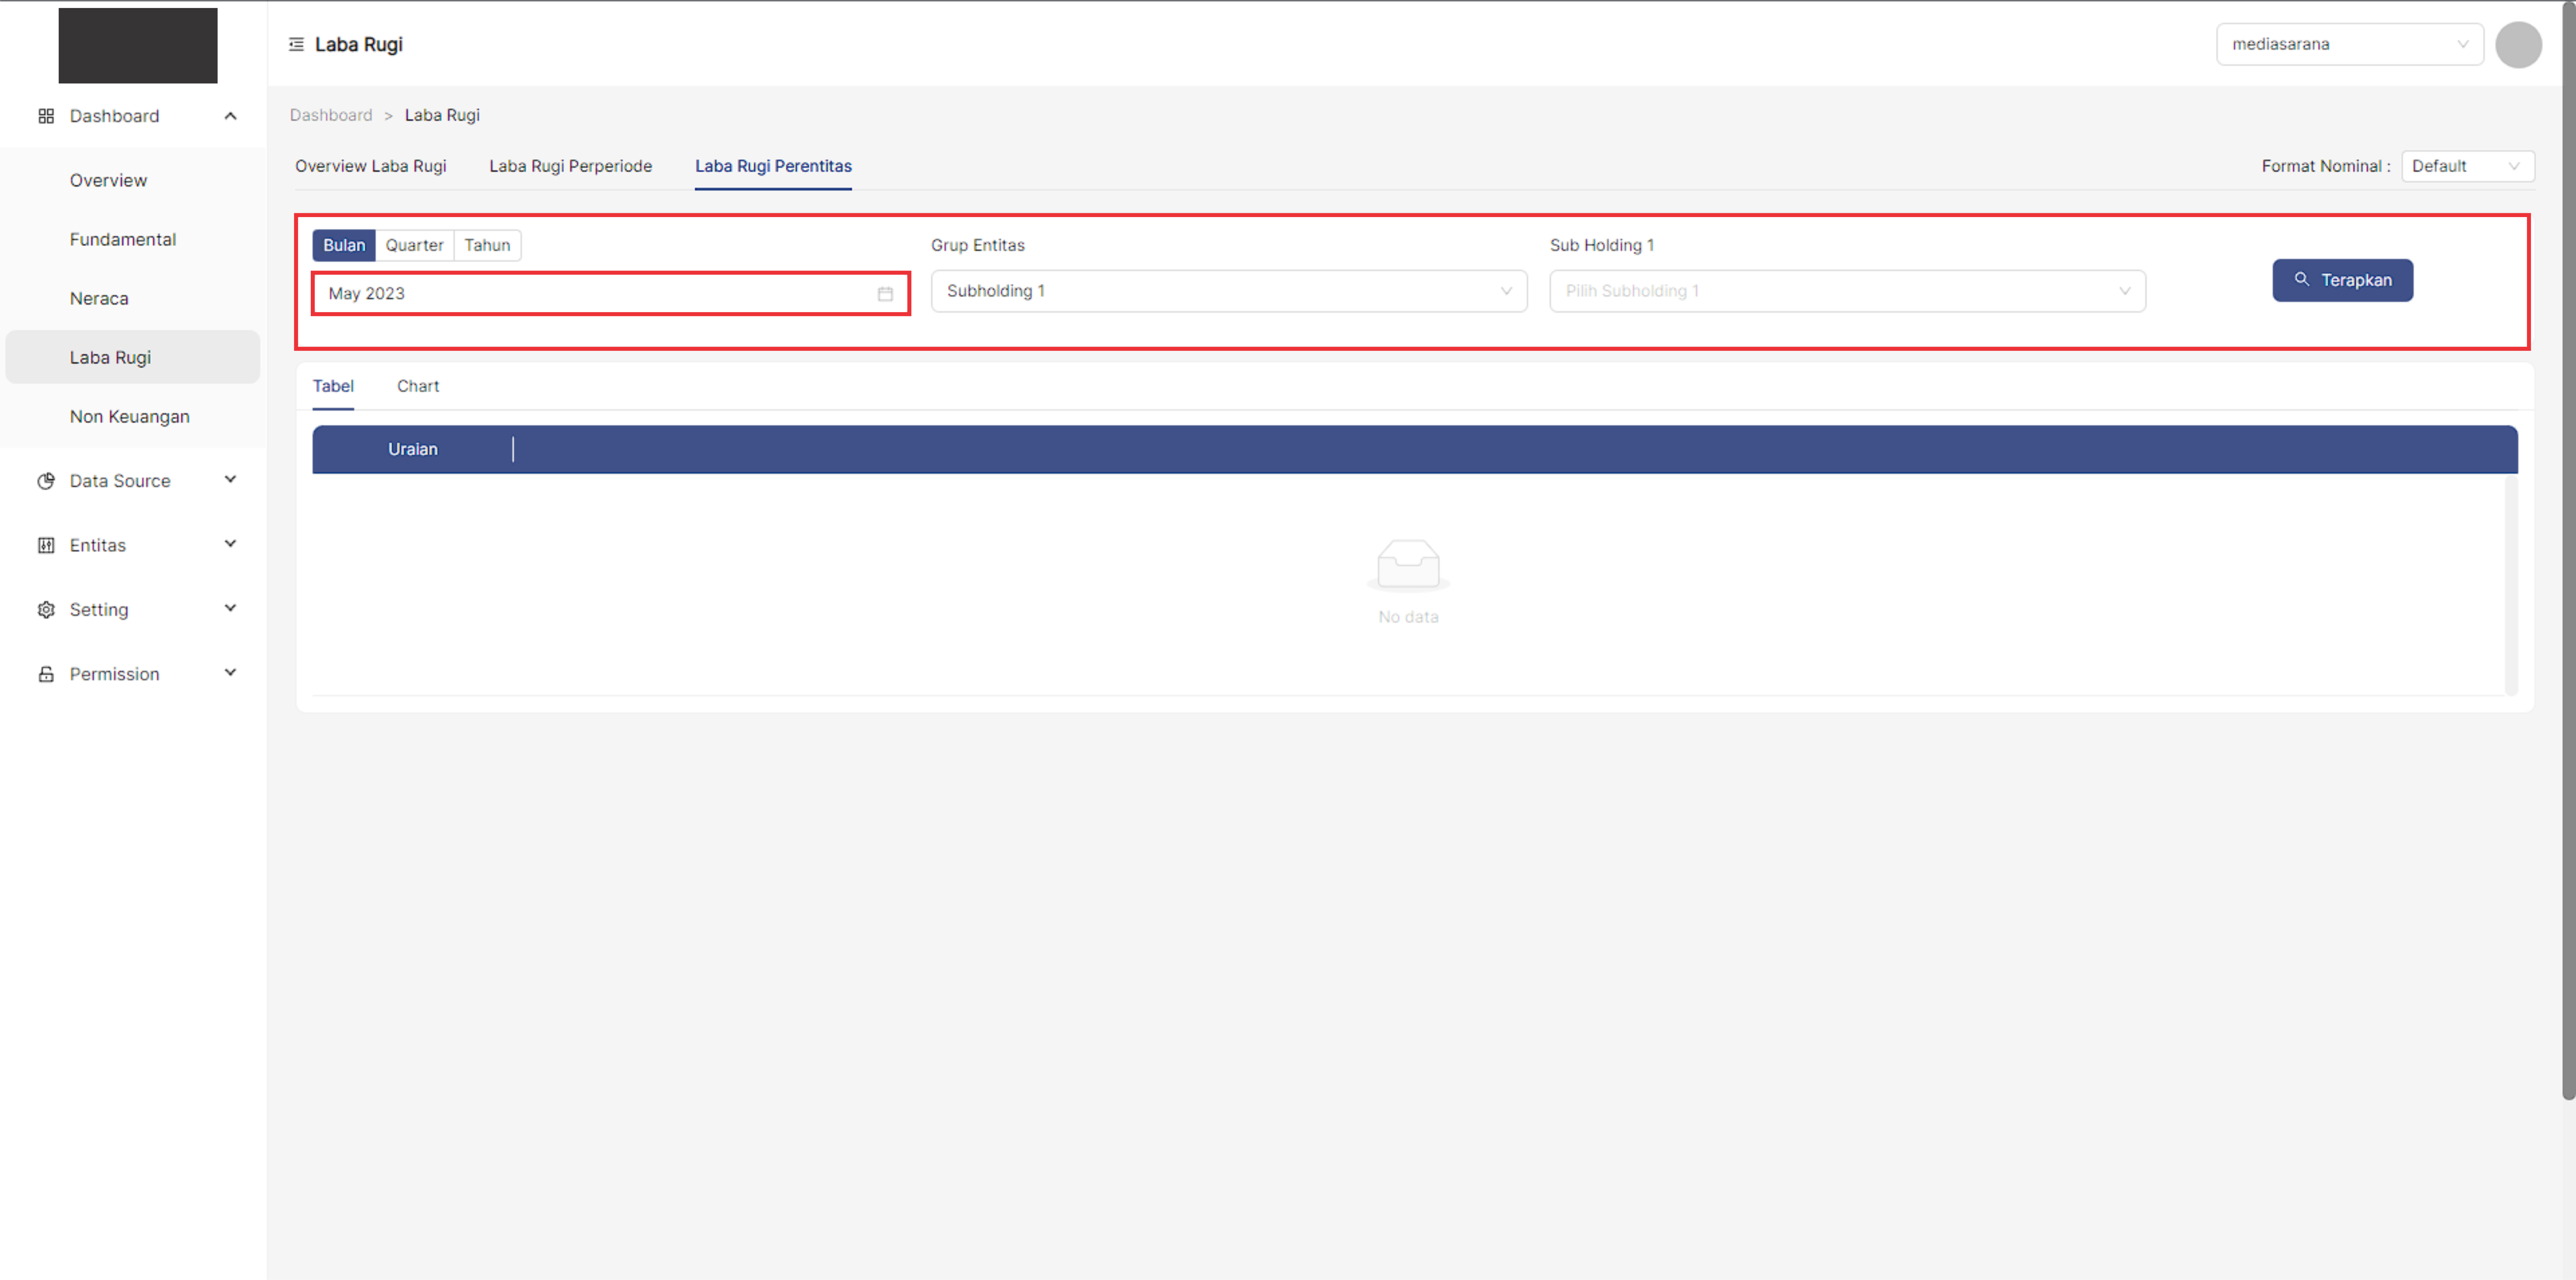 Laba Rugi
mediasarana
Dashboard
Overview
Fundamental
Neraca
Laba Rugi
Non Keuangan
Data Source
Entitas
Setting
Permission
Dashboard > Laba Rugi
Overview Laba Rugi Laba Rugi Perperiode Laba Rugi Perentitas
Format Nominal : Default
Bulan Quarter Tahun
May 2023
Grup Entitas
Subholding 1
Sub Holding 1
Pilih Subholding 1
Terapkan
Tabel Chart
Uraian
No data